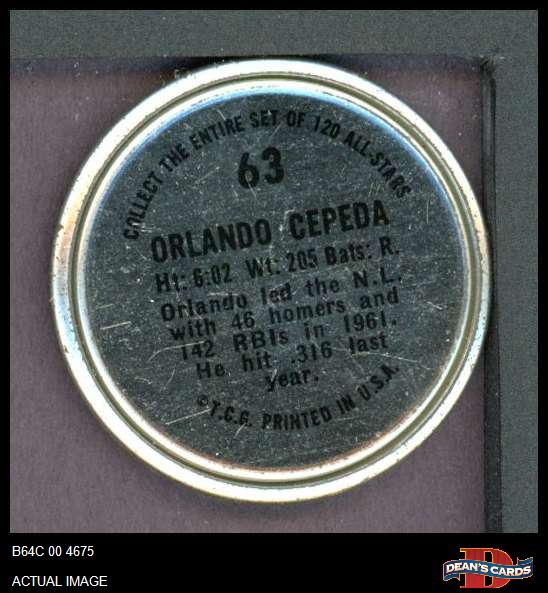 COLLECT THE ENTIRE SET OF 120 ALL-STARS
63
ORLANDO CEPEDA
Ht: 6:02 Wt: 205 Bats: R.
Orlando led the N.L.
with 46 homers and
142 RBIs in 1961.
He hit .316 last
year.
©T.C.G. PRINTED IN U.S.A.
B64C 00 4675
ACTUAL IMAGE
D
DEAN'S CARDS